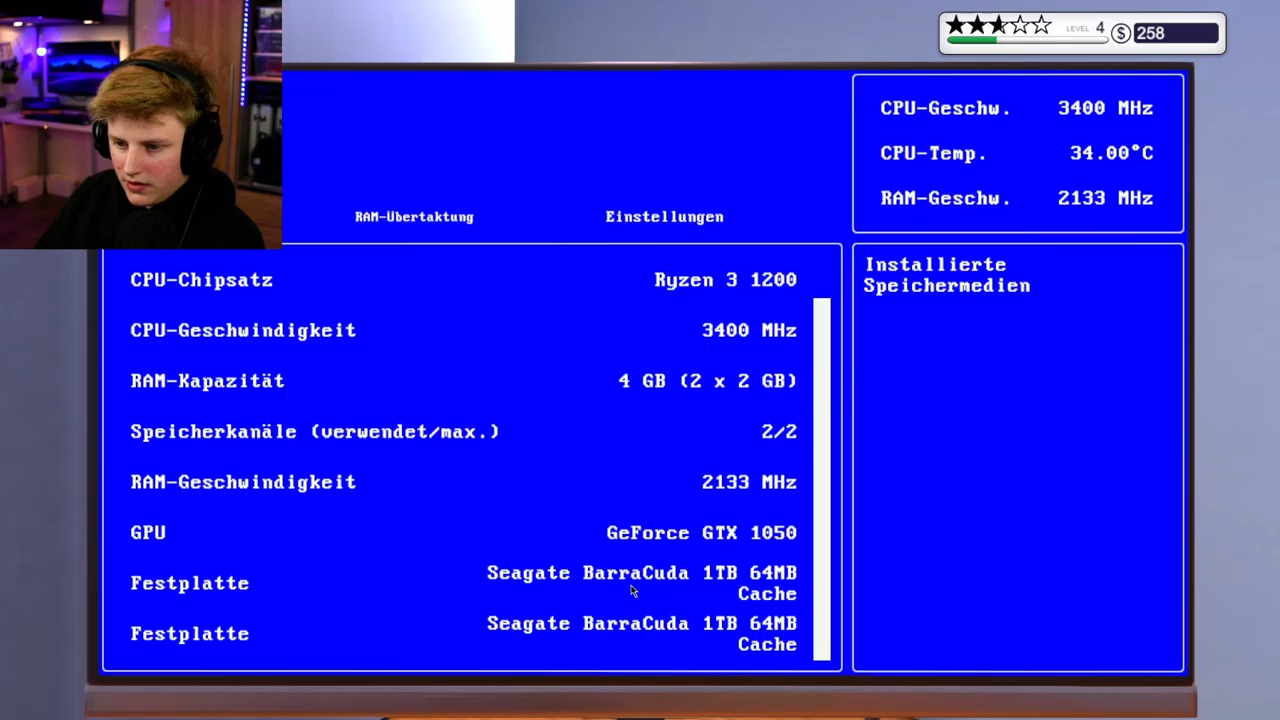 LEVEL 4 $ 258
CPU-Geschw. 3400 MHz
CPU-Temp. 34.00°C
RAM-Geschw. 2133 MHz
RAM-Übertaktung Einstellungen
CPU-Chipsatz Ryzen 3 1200
CPU-Geschwindigkeit 3400 MHz
RAM-Kapazität 4 GB (2 x 2 GB)
Speicherkanäle (verwendet/max.) 2/2
RAM-Geschwindigkeit 2133 MHz
GPU GeForce GTX 1050
Festplatte Seagate BarraCuda 1TB 64MB
Cache
Festplatte Seagate BarraCuda 1TB 64MB
Cache
Installierte
Speichermedien